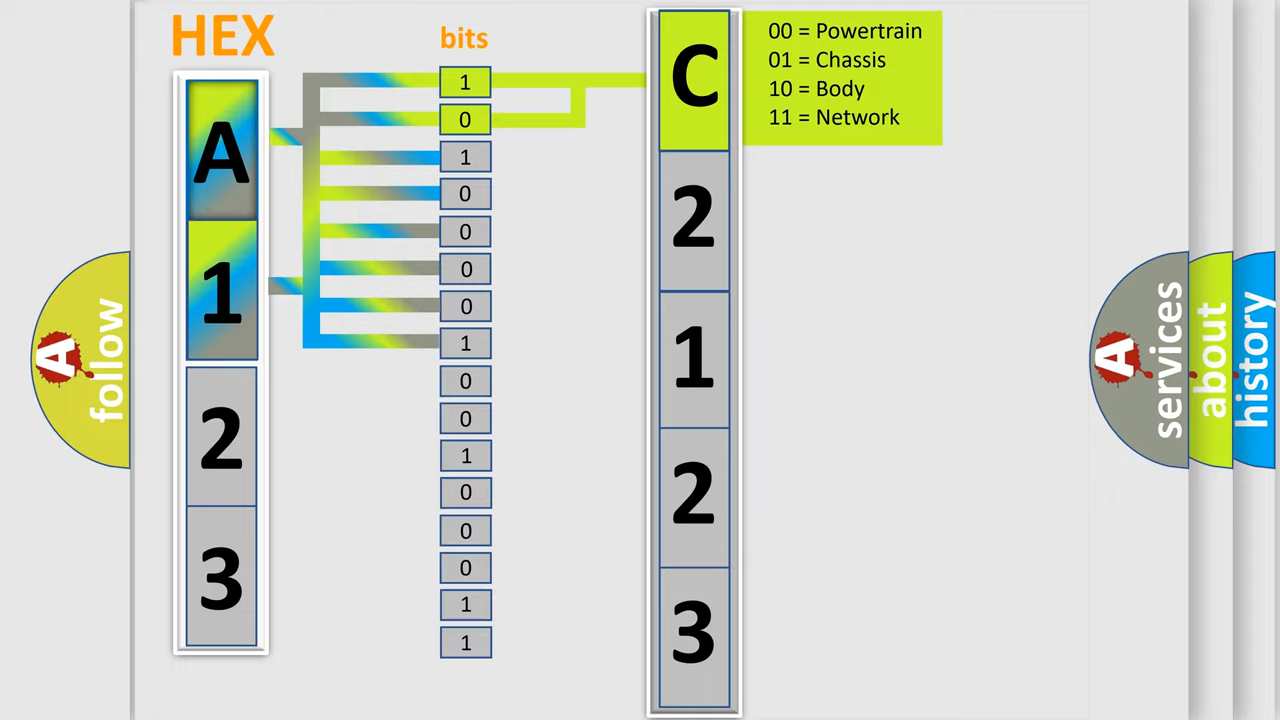 HEX
bits
A
1
2
3
1
0
1
0
0
0
0
1
0
0
1
0
0
0
1
1
C
2
1
2
3
00 = Powertrain
01 = Chassis
10 = Body
11 = Network
A
follow
A
services
about
history